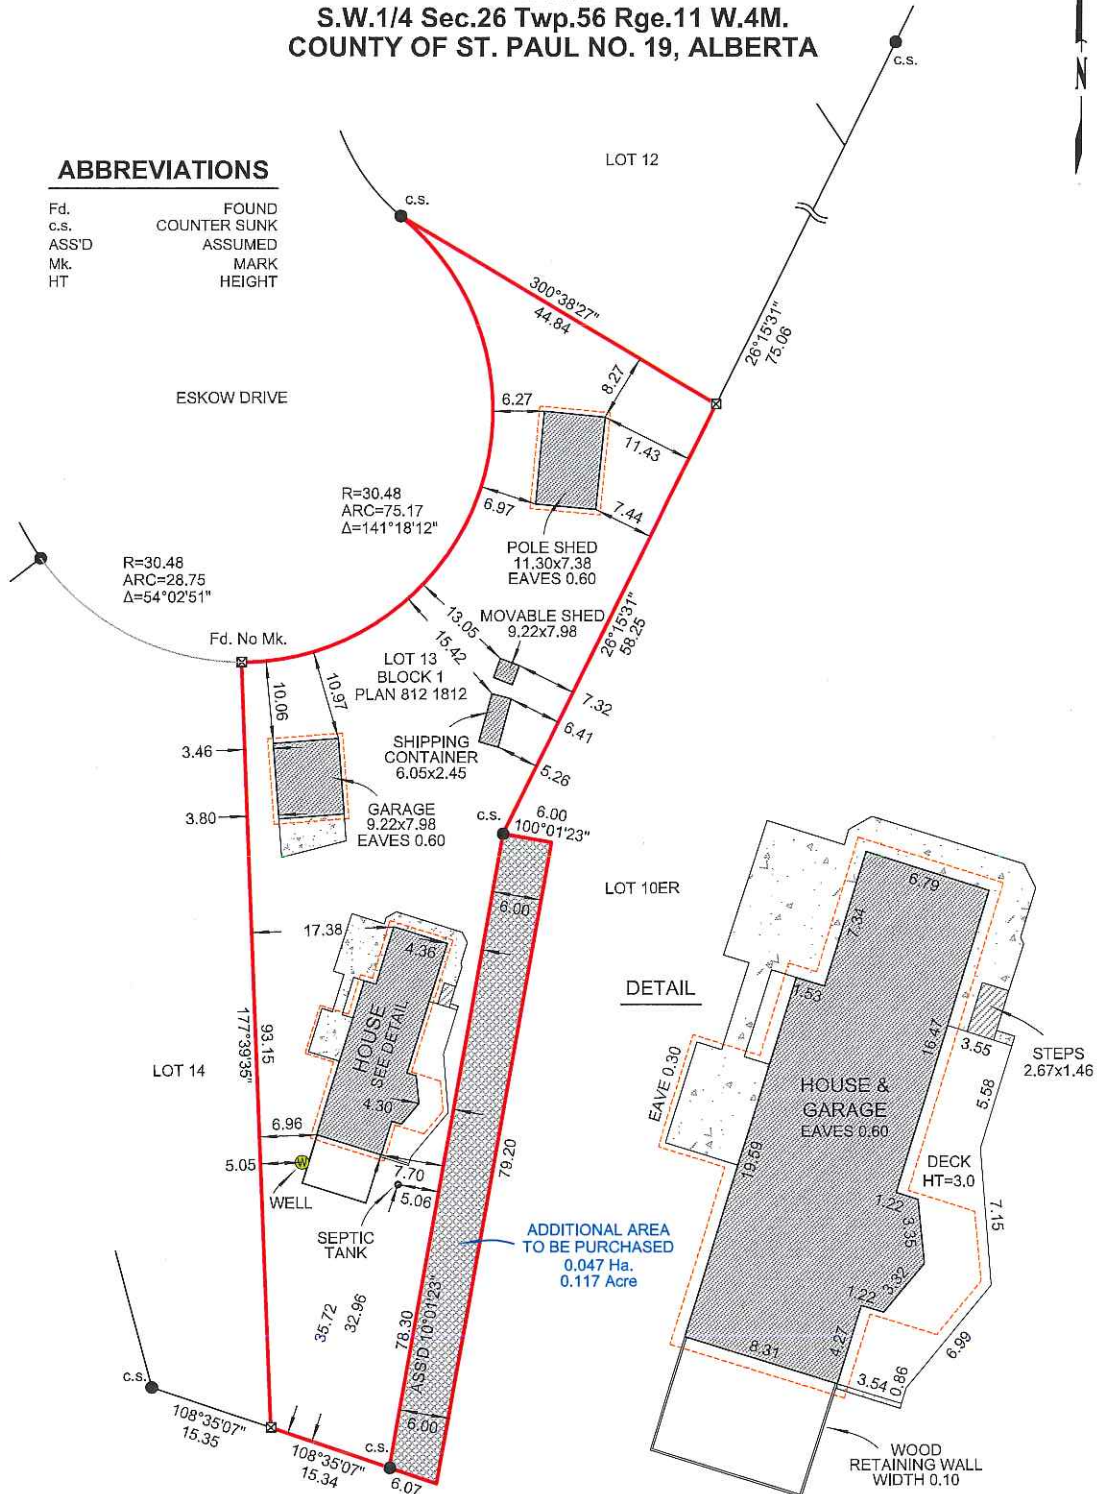 S.W.1/4 Sec.26 Twp.56 Rge.11 W.4M.
COUNTY OF ST. PAUL NO. 19, ALBERTA
N
c.s.
LOT 12
ABBREVIATIONS
Fd. FOUND
c.s. COUNTER SUNK
ASS'D ASSUMED
Mk. MARK
HT HEIGHT
c.s.
300°38'27"
44.84
26°15'31"
75.06
ESKOW DRIVE
6.27
8.27
11.43
R=30.48
ARC=75.17
Δ=141°18'12"
6.97
7.44
POLE SHED
11.30x7.38
EAVES 0.60
R=30.48
ARC=28.75
Δ=54°02'51"
Fd. No Mk.
13.05
15.42
MOVABLE SHED
9.22x7.98
26°15'31"
58.25
LOT 13
BLOCK 1
PLAN 812 1812
10.06
10.97
7.32
6.41
5.26
SHIPPING
CONTAINER
6.05x2.45
3.46
3.80
GARAGE
9.22x7.98
EAVES 0.60
c.s.
6.00
100°01'23"
LOT 10ER
6.00
17.38
4.36
HOUSE
SEE DETAIL
4.30
177°39'35"
93.15
LOT 14
6.96
5.05
W
WELL
7.70
5.06
SEPTIC
TANK
79.20
ADDITIONAL AREA
TO BE PURCHASED
0.047 Ha.
0.117 Acre
35.72
32.96
78.30
ASS'D 10°01'23"
6.00
c.s.
108°35'07"
15.35
108°35'07"
15.34
c.s.
6.07
DETAIL
6.79
7.34
1.53
16.47
3.55
STEPS
2.67x1.46
EAVE 0.30
HOUSE &
GARAGE
EAVES 0.60
5.58
19.59
DECK
HT=3.0
1.22
3.35
7.15
3.32
1.22
8.31
4.27
6.99
3.54
0.86
WOOD
RETAINING WALL
WIDTH 0.10